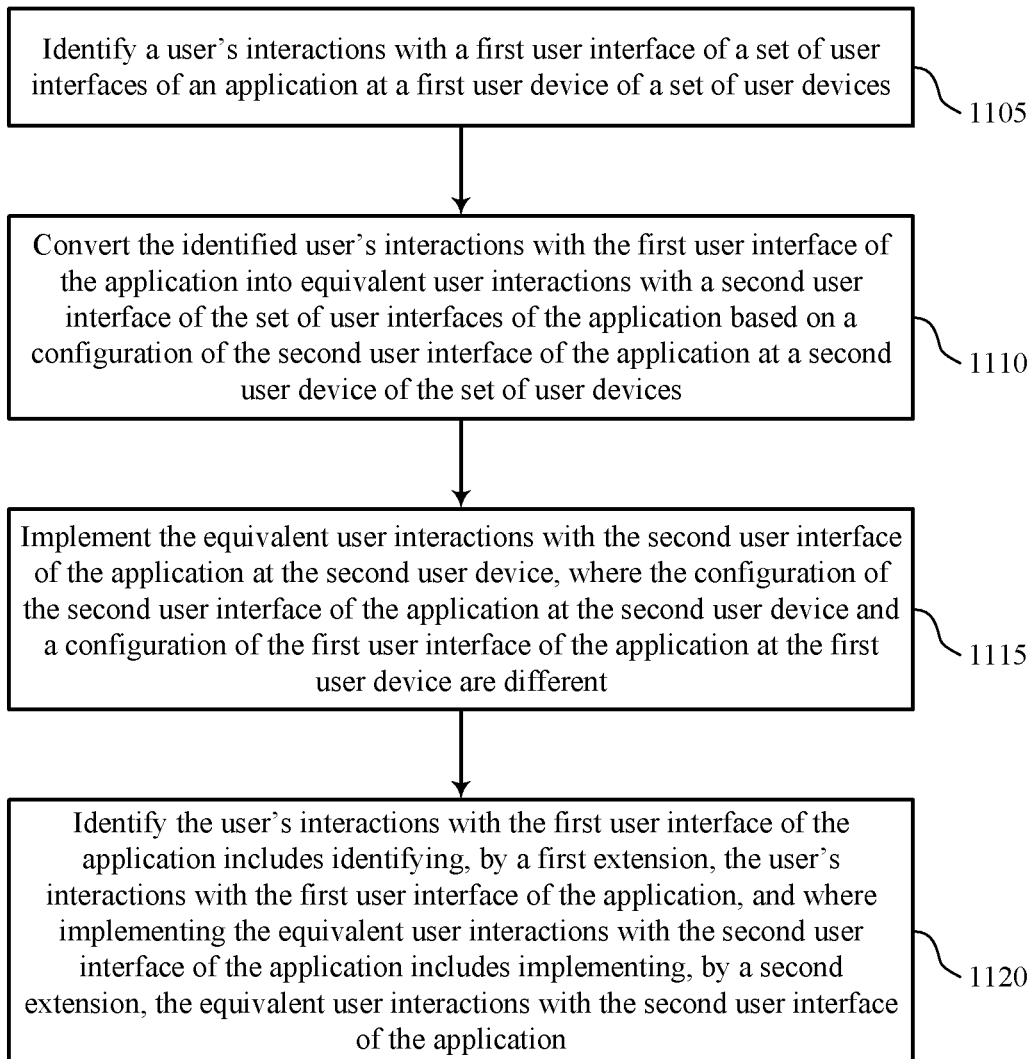 Identify a user’s interactions with a first user interface of a set of user
interfaces of an application at a first user device of a set of user devices
1105
Convert the identified user’s interactions with the first user interface of
the application into equivalent user interactions with a second user
interface of the set of user interfaces of the application based on a
configuration of the second user interface of the application at a second
user device of the set of user devices
1110
Implement the equivalent user interactions with the second user interface
of the application at the second user device, where the configuration of
the second user interface of the application at the second user device and
a configuration of the first user interface of the application at the first
user device are different
1115
Identify the user’s interactions with the first user interface of the
application includes identifying, by a first extension, the user’s
interactions with the first user interface of the application, and where
implementing the equivalent user interactions with the second user
interface of the application includes implementing, by a second
extension, the equivalent user interactions with the second user interface
of the application
1120